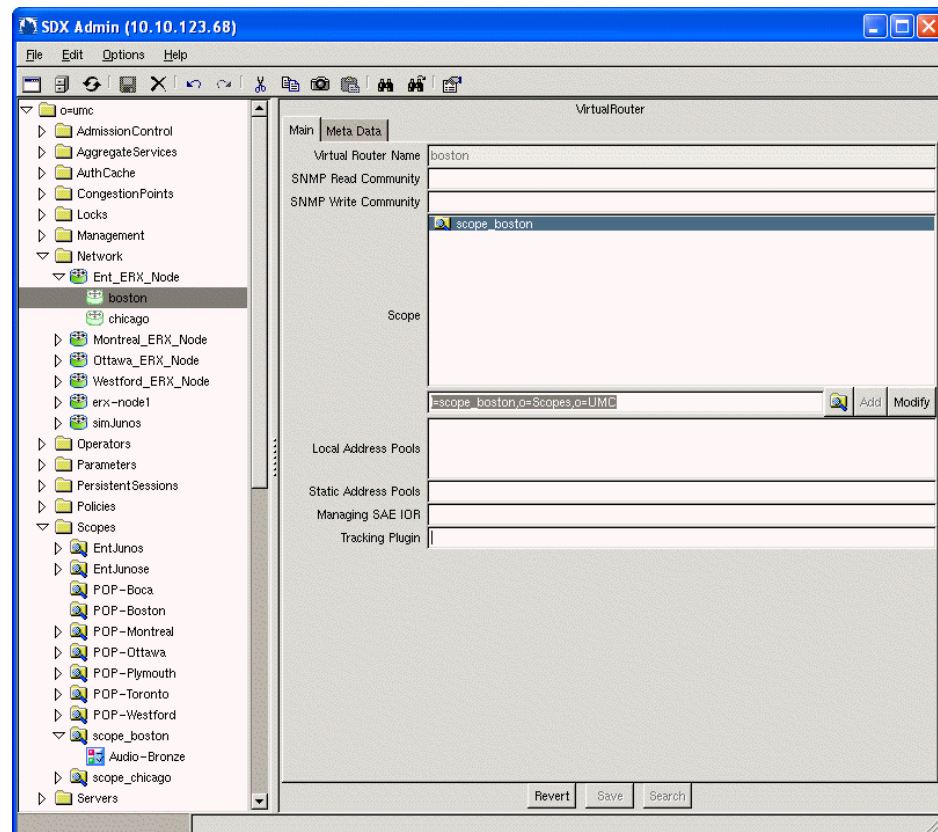 SDX Admin (10.10.123.68)
File Edit Options Help
o=umc
AdmissionControl
AggregateServices
AuthCache
CongestionPoints
Locks
Management
Network
Ent_ERX_Node
boston
chicago
Montreal_ERX_Node
Ottawa_ERX_Node
Westford_ERX_Node
erx-node1
simJunos
Operators
Parameters
PersistentSessions
Policies
Scopes
EntJunos
EntJunose
POP-Boca
POP-Boston
POP-Montreal
POP-Ottawa
POP-Plymouth
POP-Toronto
POP-Westford
scope_boston
Audio-Bronze
scope_chicago
Servers
VirtualRouter
Main Meta Data
Virtual Router Name boston
SNMP Read Community
SNMP Write Community
scope_boston
Scope
l=scope_boston,o=Scopes,o=UMC Add Modify
Local Address Pools
Static Address Pools
Managing SAE IOR
Tracking Plugin
Revert Save Search